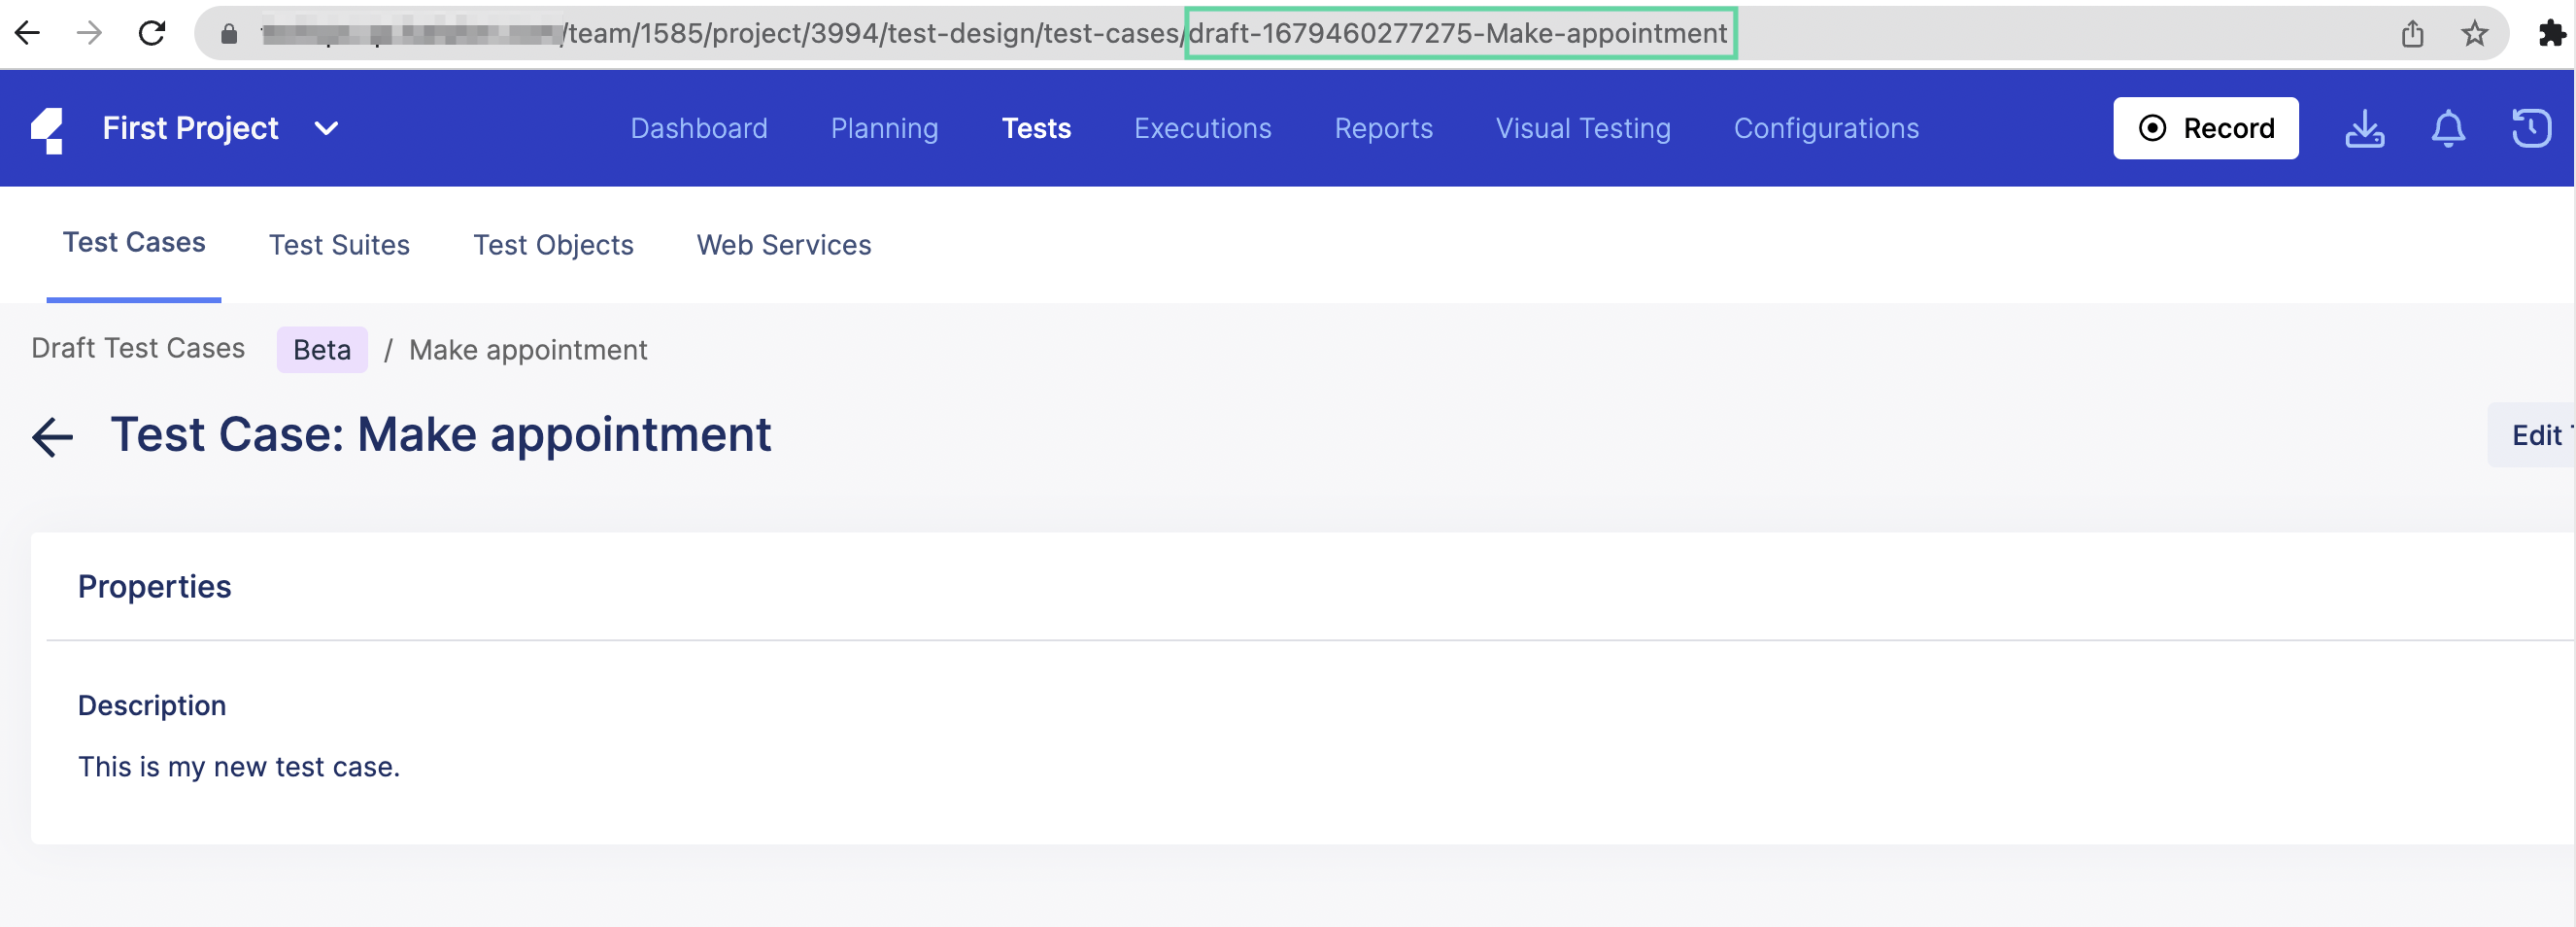 /team/1585/project/3994/test-design/test-cases/draft-1679460277275-Make-appointment
First Project Dashboard Planning Tests Executions Reports Visual Testing Configurations Record
Test Cases Test Suites Test Objects Web Services
Draft Test Cases Beta / Make appointment
Test Case: Make appointment Edit
Properties
Description
This is my new test case.